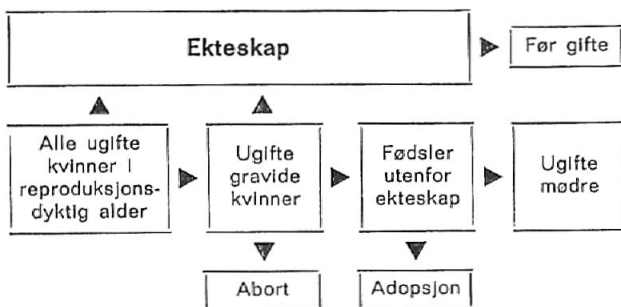 Ekteskap
Før gifte
Alle ugifte
kvinner i
reproduksjons-
dyktig alder
Ugifte
gravide
kvinner
Fødsler
utenfor
ekteskap
Ugifte
mødre
Abort
Adopsjon